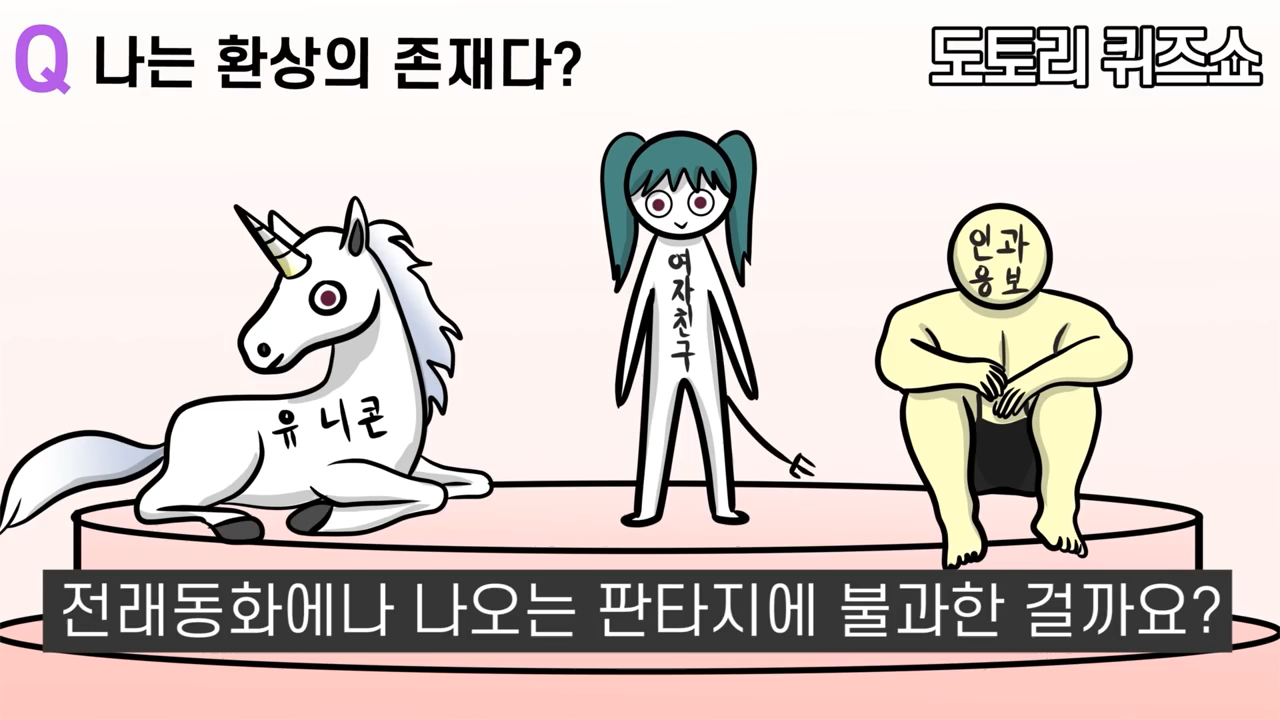 Q 나는 환상의 존재다?
도토리 퀴즈쇼
유니콘
여자친구
인과
응보
전래동화에나 나오는 판타지에 불과한 걸까요?